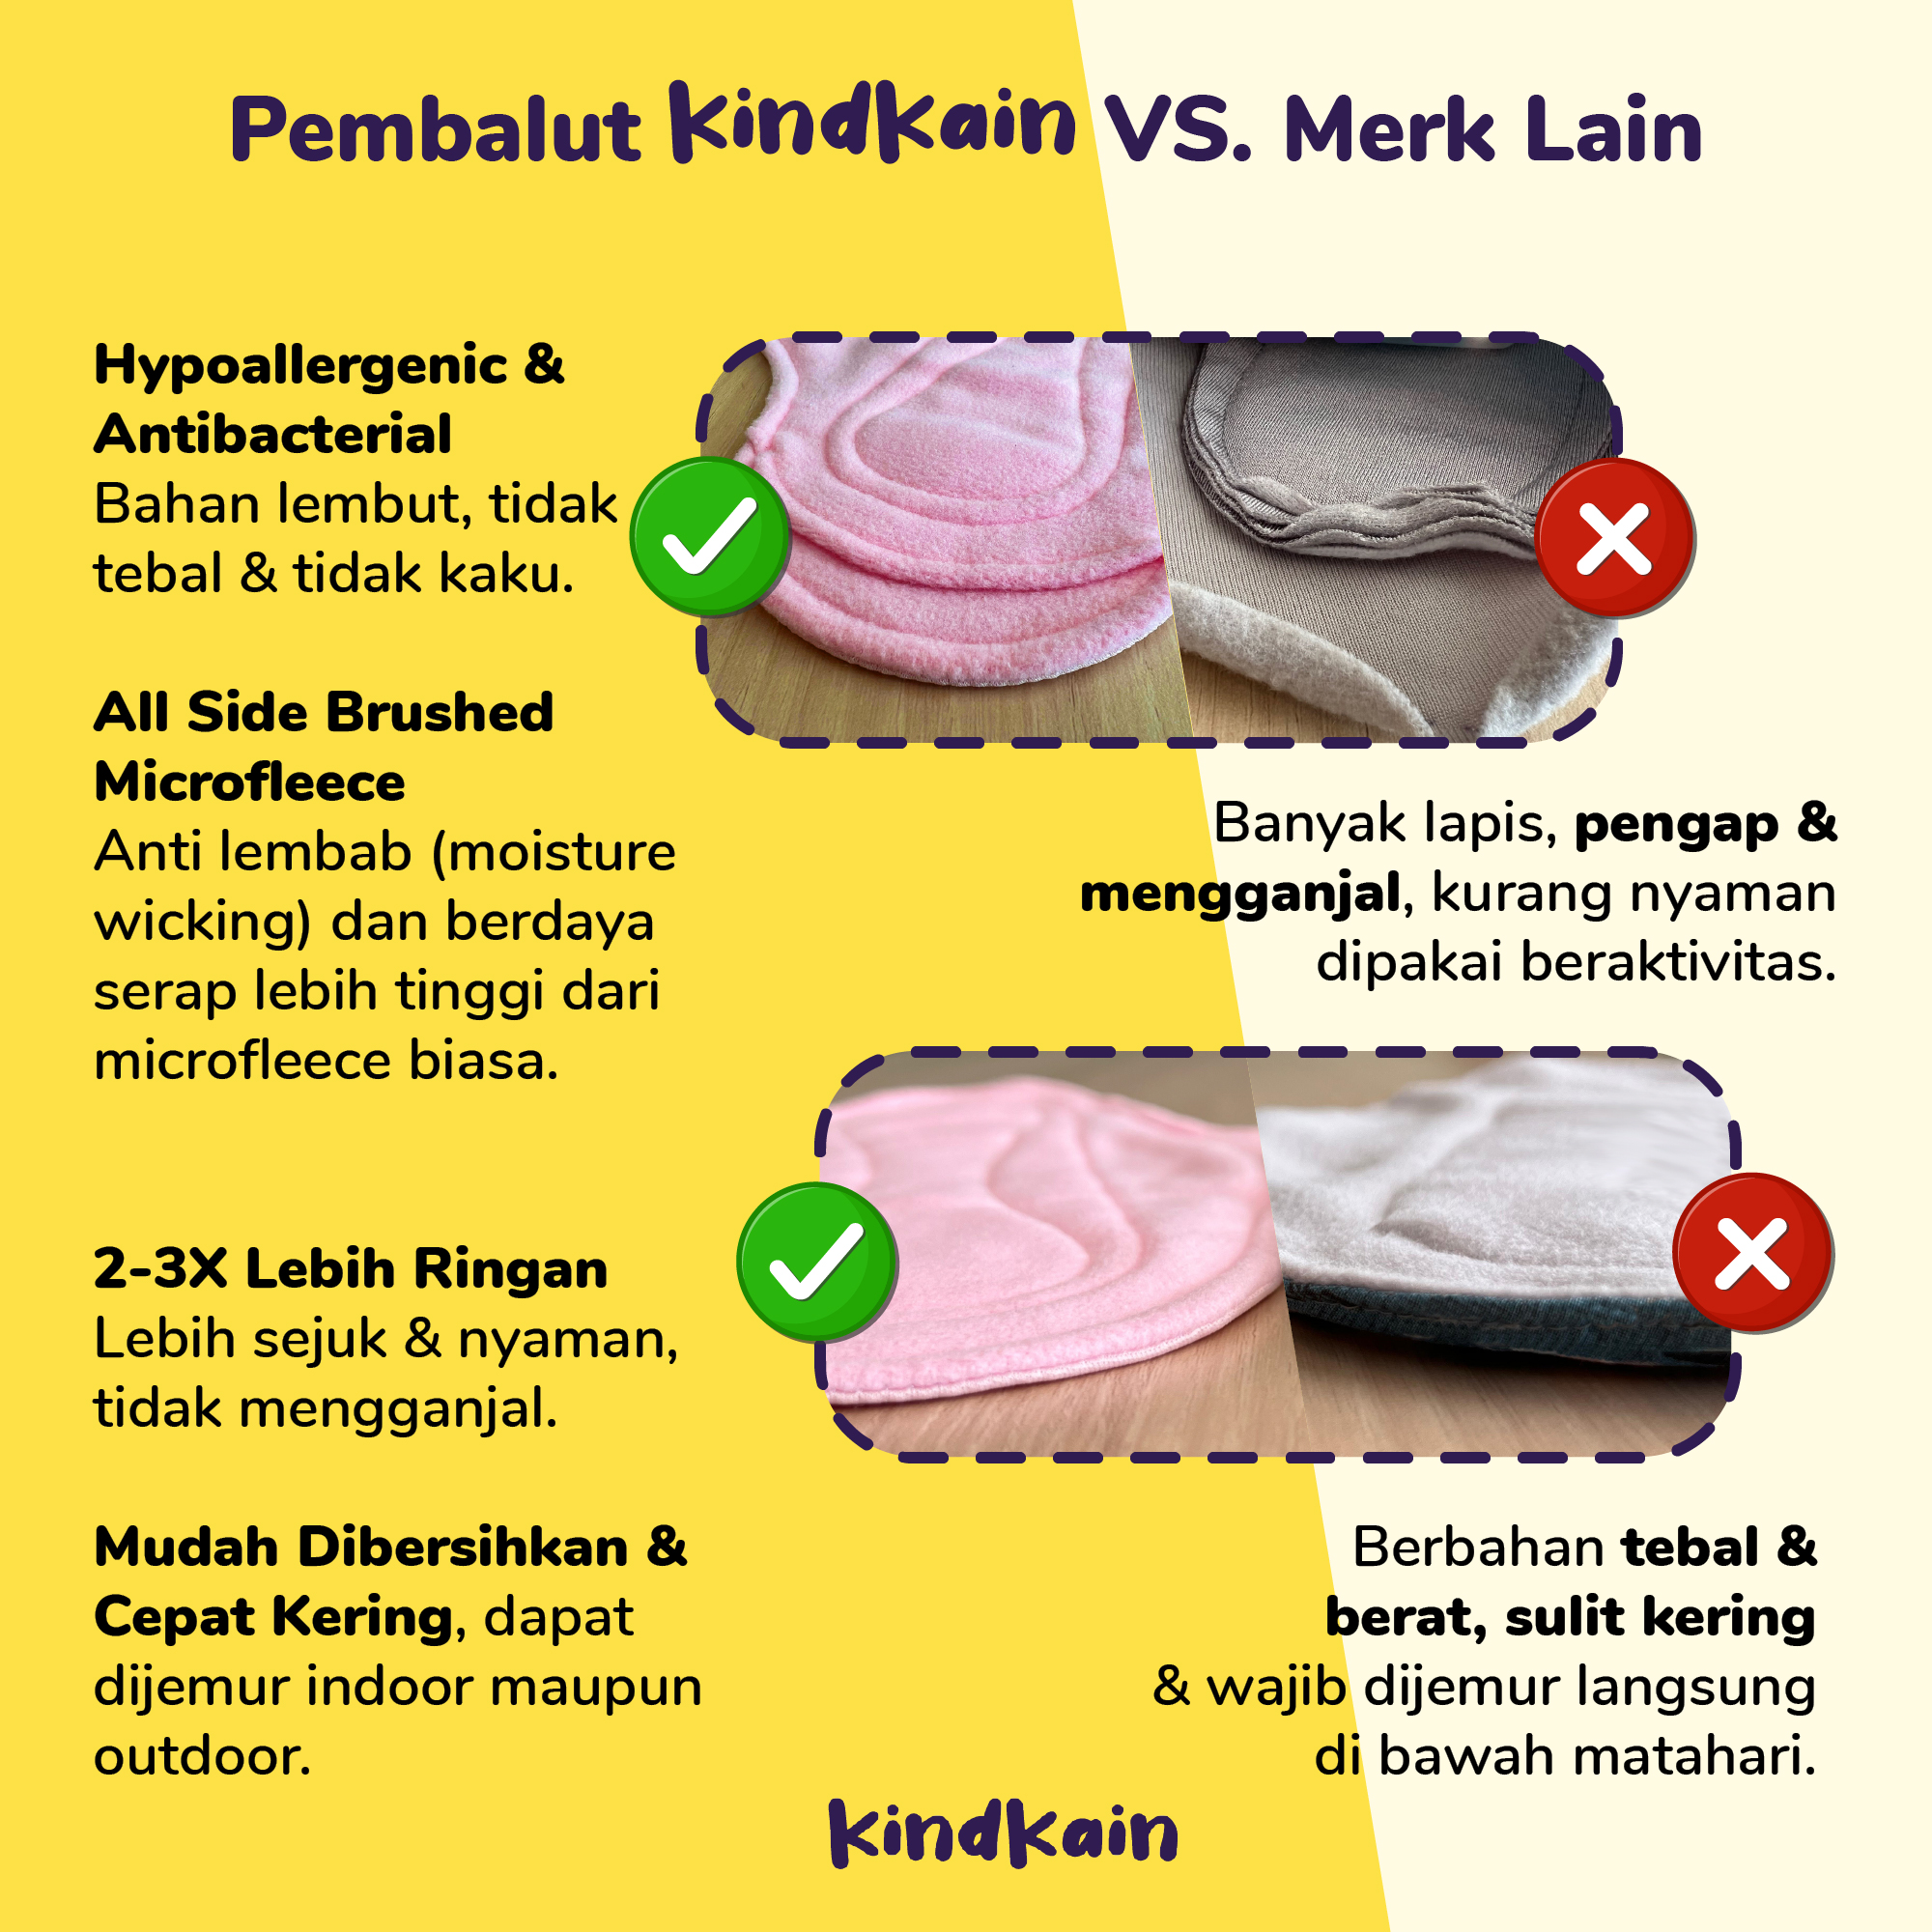 Pembalut kindkain VS. Merk Lain
Hypoallergenic &
Antibacterial
Bahan lembut, tidak
tebal & tidak kaku.
All Side Brushed
Microfleece
Anti lembab (moisture
wicking) dan berdaya
serap lebih tinggi dari
microfleece biasa.
Banyak lapis, pengap &
mengganjal, kurang nyaman
dipakai beraktivitas.
2-3X Lebih Ringan
Lebih sejuk & nyaman,
tidak mengganjal.
Mudah Dibersihkan &
Cepat Kering, dapat
dijemur indoor maupun
outdoor.
Berbahan tebal &
berat, sulit kering
& wajib dijemur langsung
di bawah matahari.
kindkain